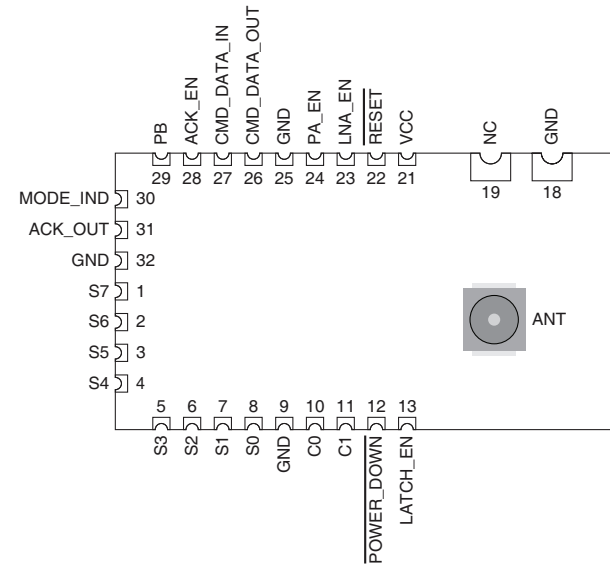 PB
ACK_EN
CMD_DATA_IN
CMD_DATA_OUT
GND
PA_EN
LNA_EN
RESET
VCC
NC
GND
29 28 27 26 25 24 23 22 21 19 18
MODE_IND 30
ACK_OUT 31
GND 32
S7 1
S6 2
S5 3
S4 4
ANT
5 6 7 8 9 10 11 12 13
S3
S2
S1
S0
GND
C0
C1
POWER_DOWN
LATCH_EN